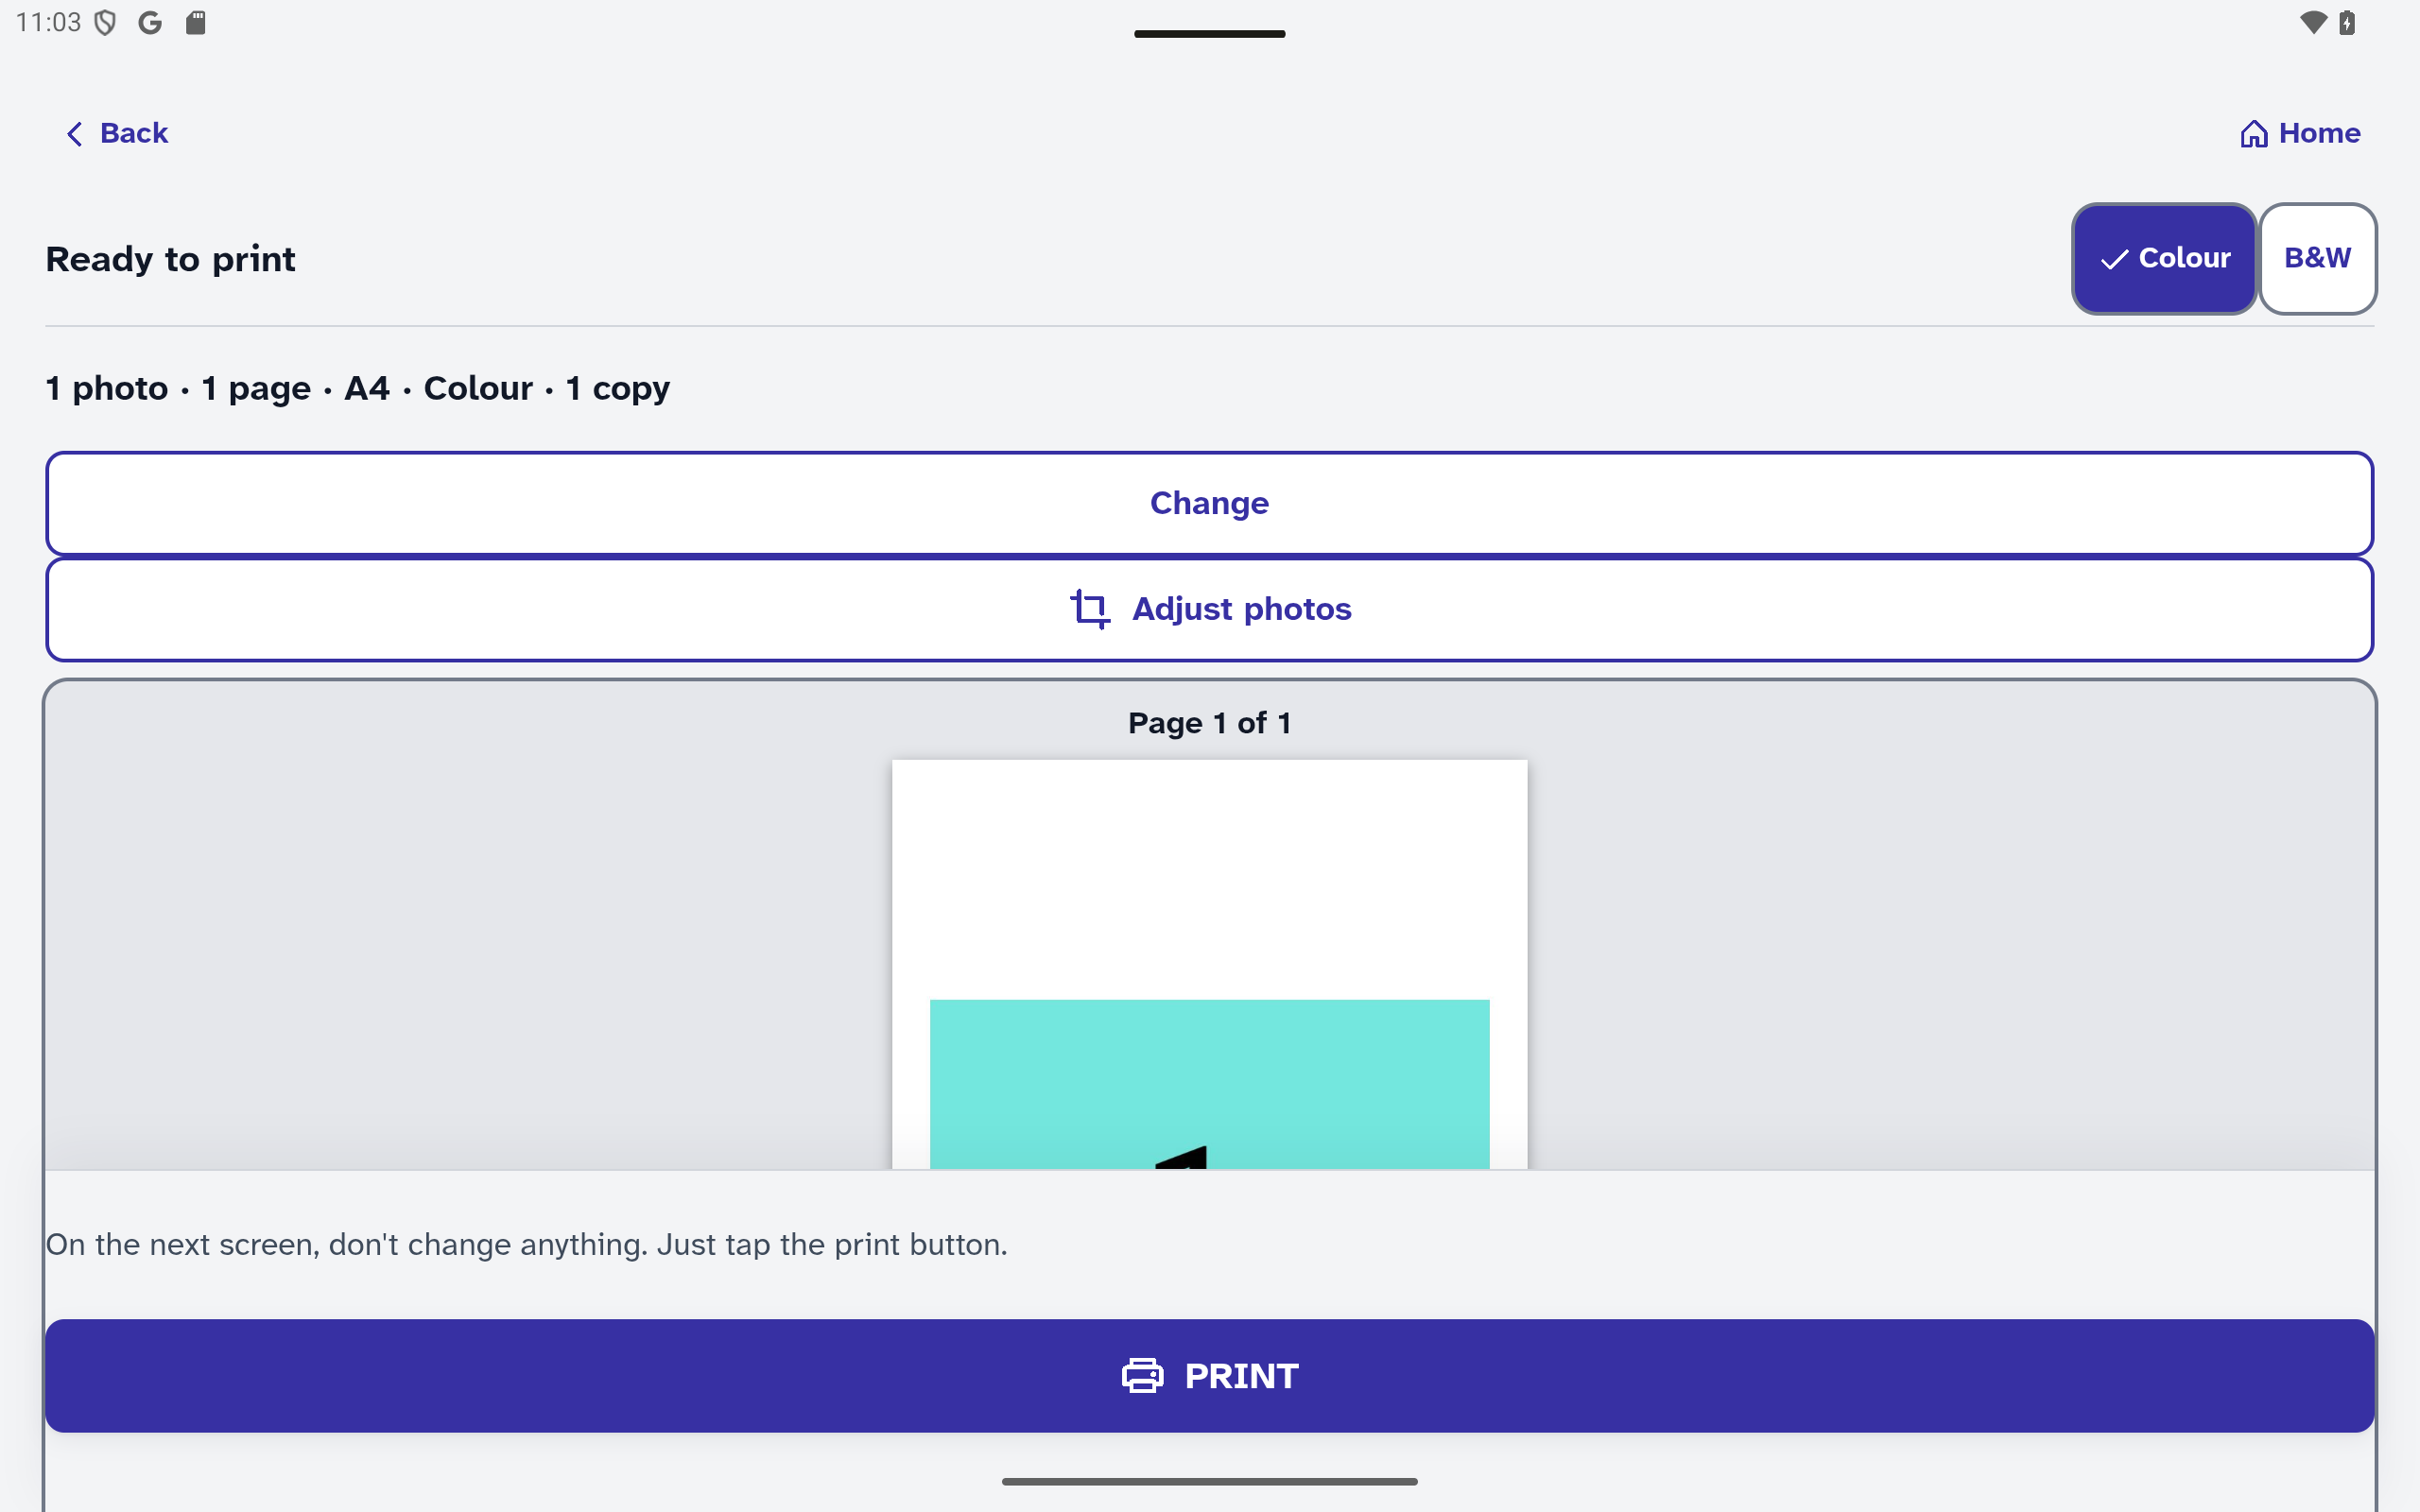 11:03
Back
Home
Ready to print
Colour
B&W
1 photo · 1 page · A4 · Colour · 1 copy
Change
Adjust photos
Page 1 of 1
On the next screen, don't change anything. Just tap the print button.
PRINT